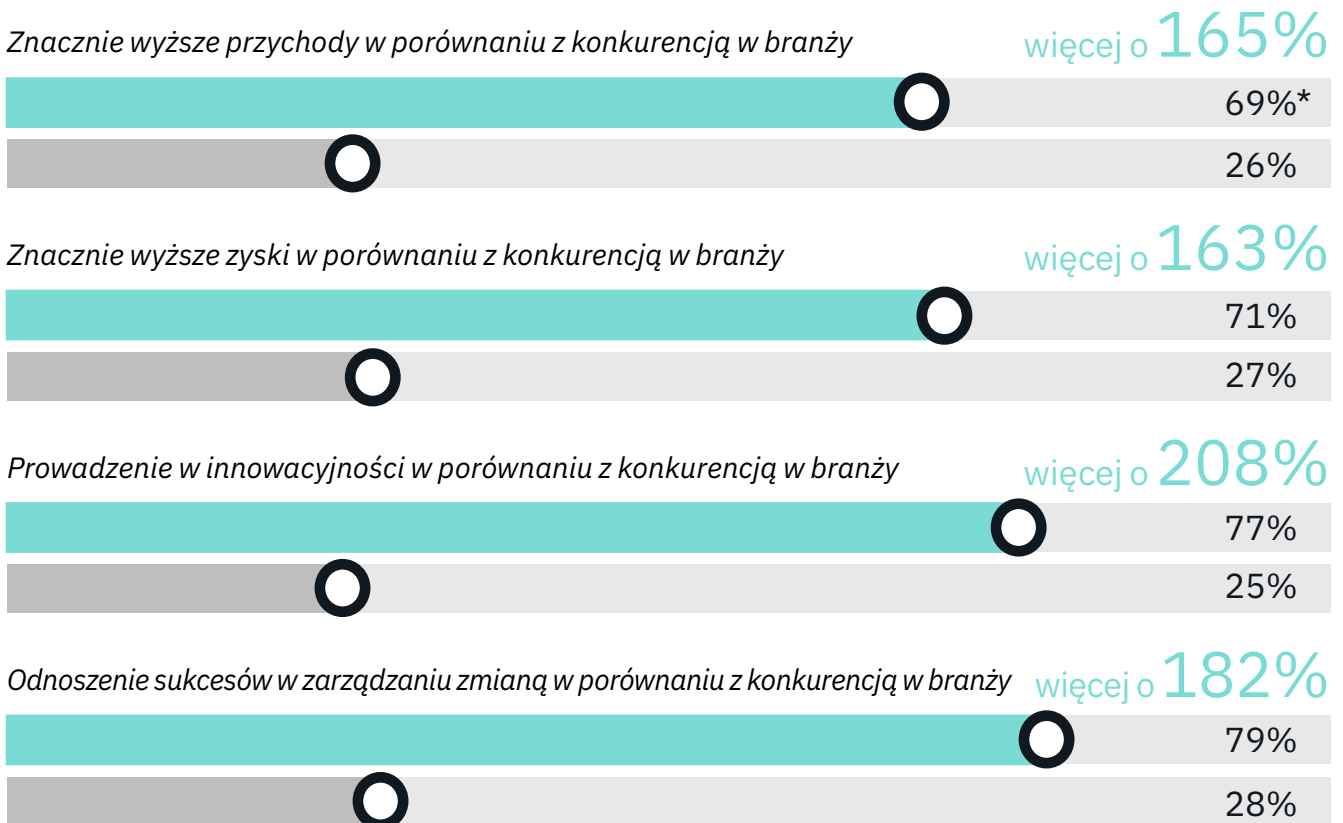 Znacznie wyższe przychody w porównaniu z konkurencją w branży więcej o 165%
69%*
26%
Znacznie wyższe zyski w porównaniu z konkurencją w branży więcej o 163%
71%
27%
Prowadzenie w innowacyjności w porównaniu z konkurencją w branży więcej o 208%
77%
25%
Odnoszenie sukcesów w zarządzaniu zmianą w porównaniu z konkurencją w branży więcej o 182%
79%
28%